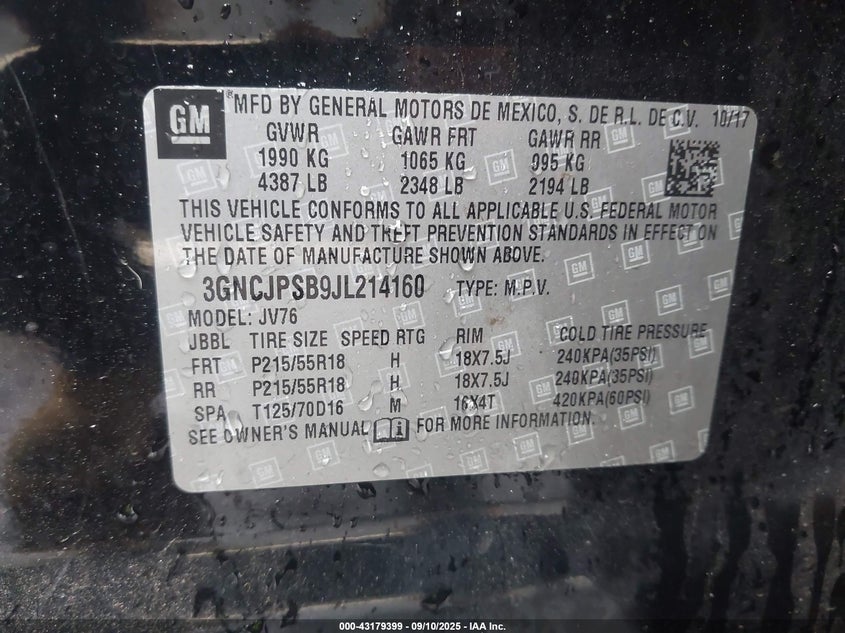 GM
® MFD BY GENERAL MOTORS DE MEXICO, S. DE R.L. DE C.V. 10/17
GVWR GAWR FRT GAWR RR
1990 KG 1065 KG 995 KG
4387 LB 2348 LB 2194 LB
THIS VEHICLE CONFORMS TO ALL APPLICABLE U.S. FEDERAL MOTOR
VEHICLE SAFETY AND THEFT PREVENTION STANDARDS IN EFFECT ON
THE DATE OF MANUFACTURE SHOWN ABOVE.
3GNCJPSB9JL214160 TYPE: M.P.V.
MODEL: JV76
JBBL TIRE SIZE SPEED RTG RIM COLD TIRE PRESSURE
FRT P215/55R18 H 18X7.5J 240KPA(35PSI)
RR P215/55R18 H 18X7.5J 240KPA(35PSI)
SPA T125/70D16 M 16X4T 420KPA(60PSI)
SEE OWNER'S MANUAL FOR MORE INFORMATION.
000-43179399 - 09/10/2025 - IAA Inc.